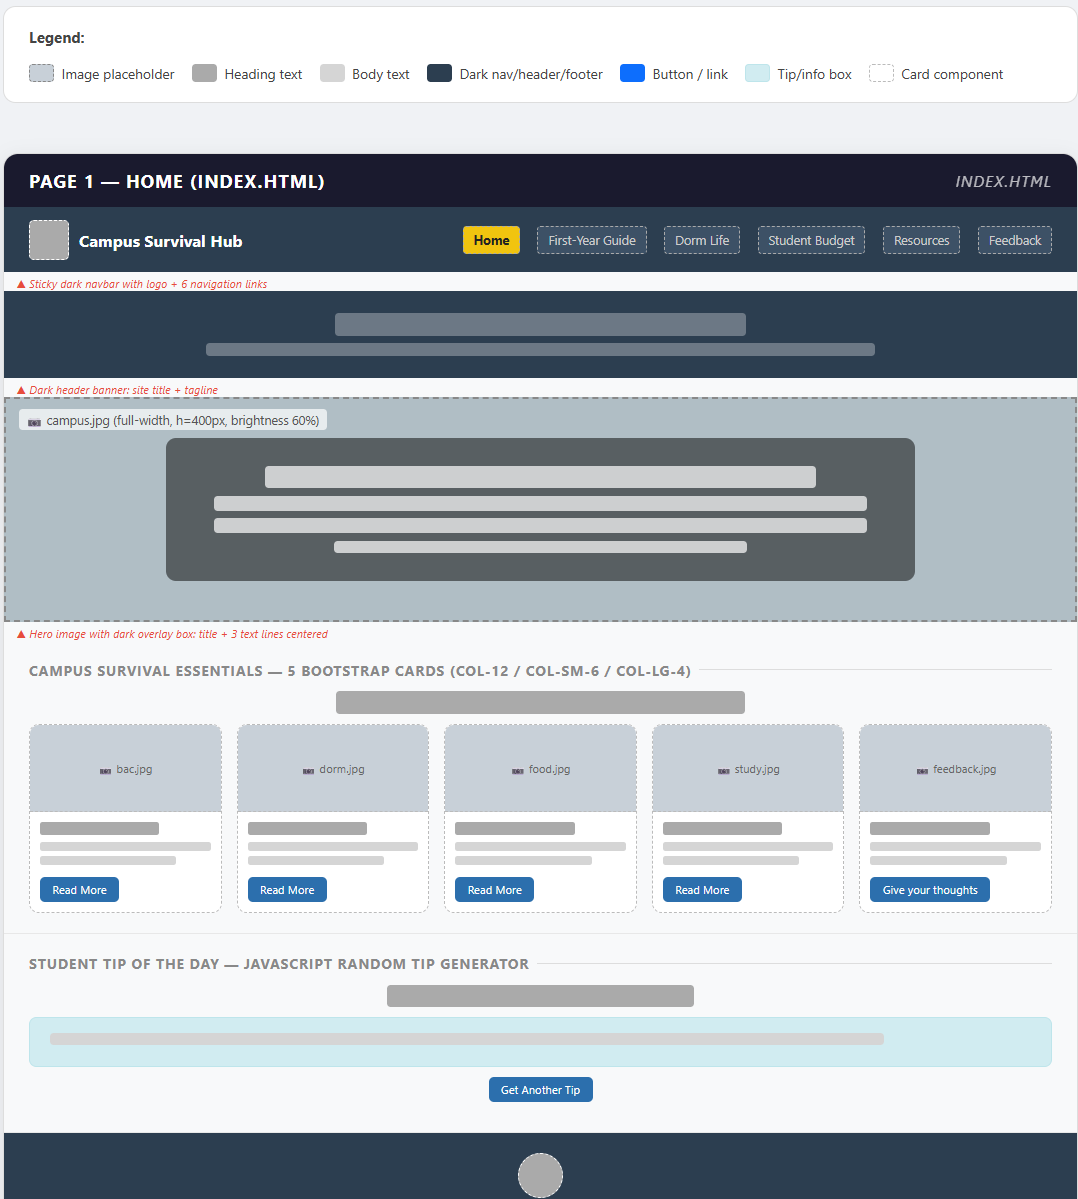 Legend:
Image placeholder Heading text Body text Dark nav/header/footer Button / link Tip/info box Card component
PAGE 1 — HOME (INDEX.HTML) INDEX.HTML
Campus Survival Hub Home First-Year Guide Dorm Life Student Budget Resources Feedback
▲ Sticky dark navbar with logo + 6 navigation links
▲ Dark header banner: site title + tagline
📷 campus.jpg (full-width, h=400px, brightness 60%)
▲ Hero image with dark overlay box: title + 3 text lines centered
CAMPUS SURVIVAL ESSENTIALS — 5 BOOTSTRAP CARDS (COL-12 / COL-SM-6 / COL-LG-4)
📷 bac.jpg 📷 dorm.jpg 📷 food.jpg 📷 study.jpg 📷 feedback.jpg
Read More Read More Read More Read More Give your thoughts
STUDENT TIP OF THE DAY — JAVASCRIPT RANDOM TIP GENERATOR
Get Another Tip